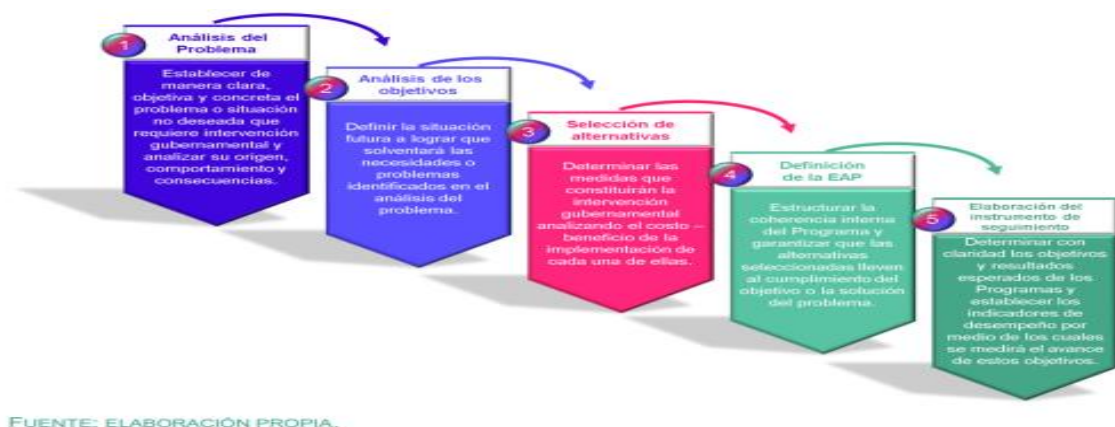 1
Análisis del
Problema
Establecer de
manera clara,
objetiva y concreta el
problema o situación
no deseada que
requiere intervención
gubernamental y
analizar su origen,
comportamiento y
consecuencias.
2
Análisis de los
objetivos
Definir la situación
futura a lograr que
solventará las
necesidades o
problemas
identificados en el
análisis del
problema.
3
Selección de
alternativas
Determinar las
medidas que
constituirán la
intervención
gubernamental
analizando el costo –
beneficio de la
implementación de
cada una de ellas.
4
Definición
de la EAP
Estructurar la
coherencia interna
del Programa y
garantizar que las
alternativas
seleccionadas lleven
al cumplimiento del
objetivo o la solución
del problema.
5
Elaboración del
instrumento de
seguimiento
Determinar con
claridad los objetivos
y resultados
esperados de los
Programas y
establecer los
indicadores de
desempeño por
medio de los cuales
se medirá el avance
de estos objetivos.
FUENTE: ELABORACIÓN PROPIA.